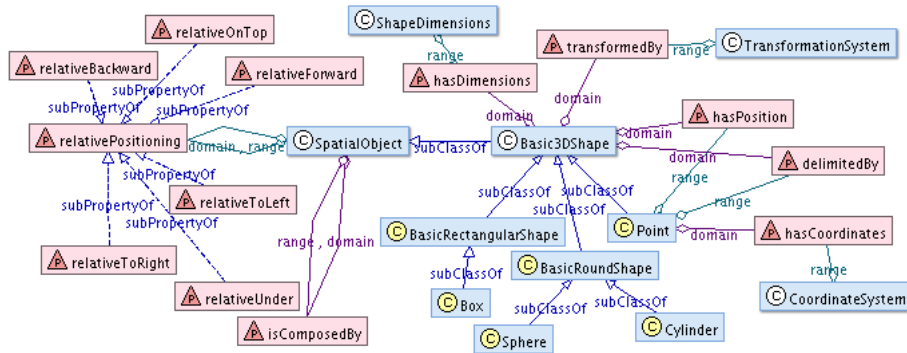 C ShapeDimensions
P relativeOnTop
range
P transformedBy
range
C TransformationSystem
P relativeBackward
P relativeForward
P hasDimensions
subPropertyOf
subPropertyOf
subPropertyOf
domain
domain
P hasPosition
P relativePositioning
domain , range
C SpatialObject
subClassOf
C Basic3DShape
domain
domain
P delimitedBy
range
range
subPropertyOf
subPropertyOf
P relativeToLeft
subClassOf
subClassOf
subClassOf
C BasicRectangularShape
C Point
domain
P hasCoordinates
range , domain
P relativeToRight
subClassOf
C BasicRoundShape
range
P relativeUnder
C Box
subClassOf
subClassOf
C CoordinateSystem
P isComposedBy
C Sphere
C Cylinder